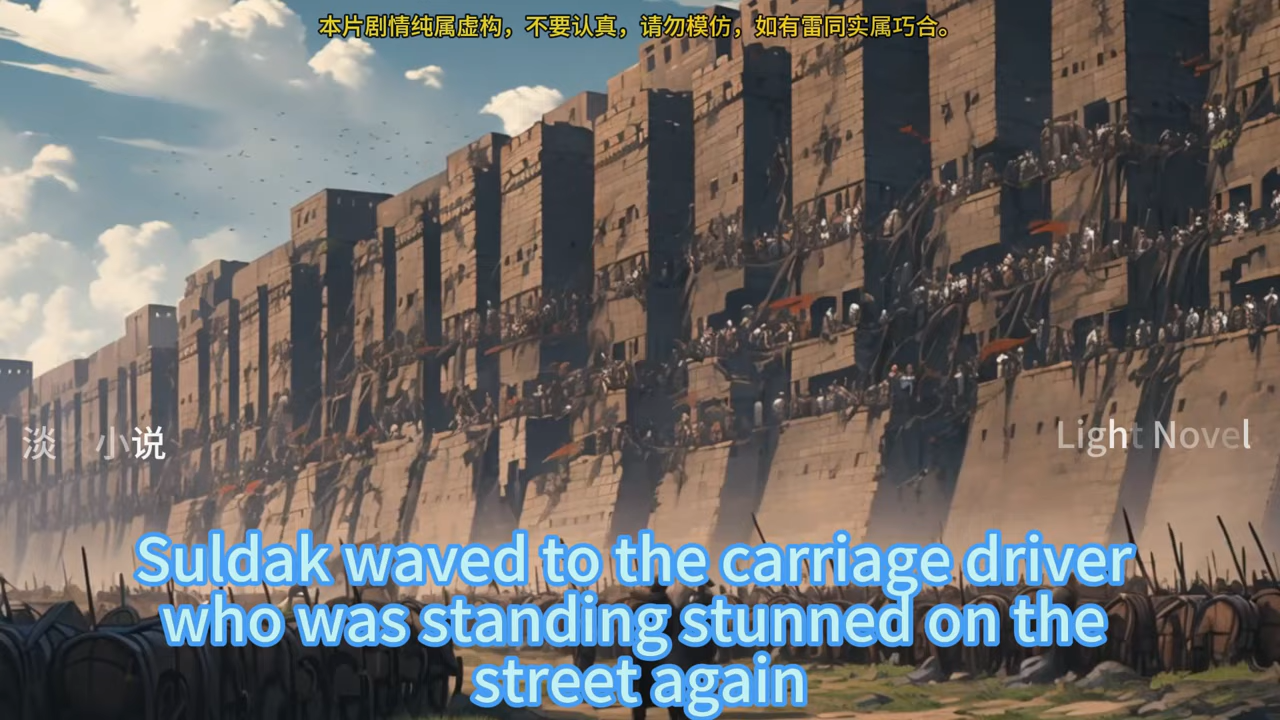 本片剧情纯属虚构，不要认真，请勿模仿，如有雷同实属巧合。
淡 小说
Light Novel
Suldak waved to the carriage driver
who was standing stunned on the
street again